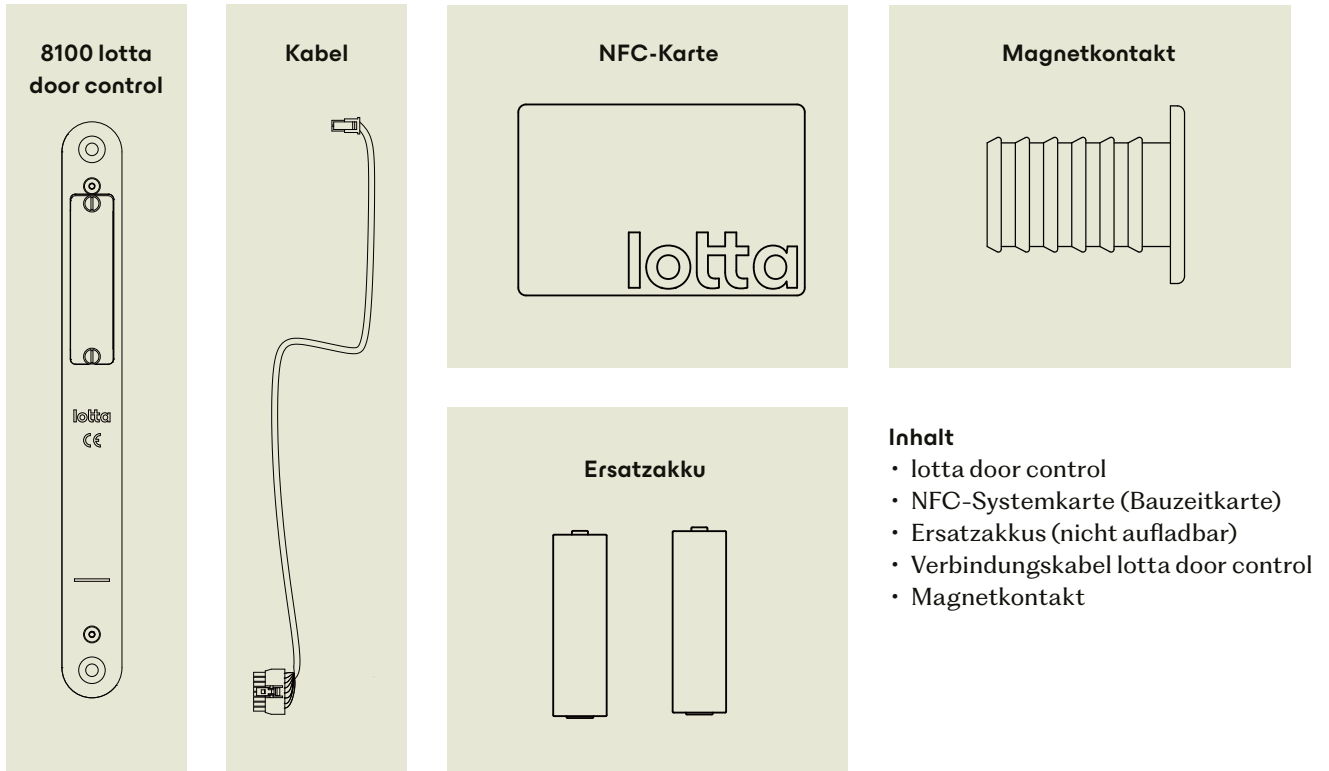 8100 lotta
door control
lotta
CE
Kabel
NFC-Karte
lotta
Magnetkontakt
Ersatzakku
Inhalt
• lotta door control
• NFC-Systemkarte (Bauzeitkarte)
• Ersatzakkus (nicht aufladbar)
• Verbindungskabel lotta door control
• Magnetkontakt